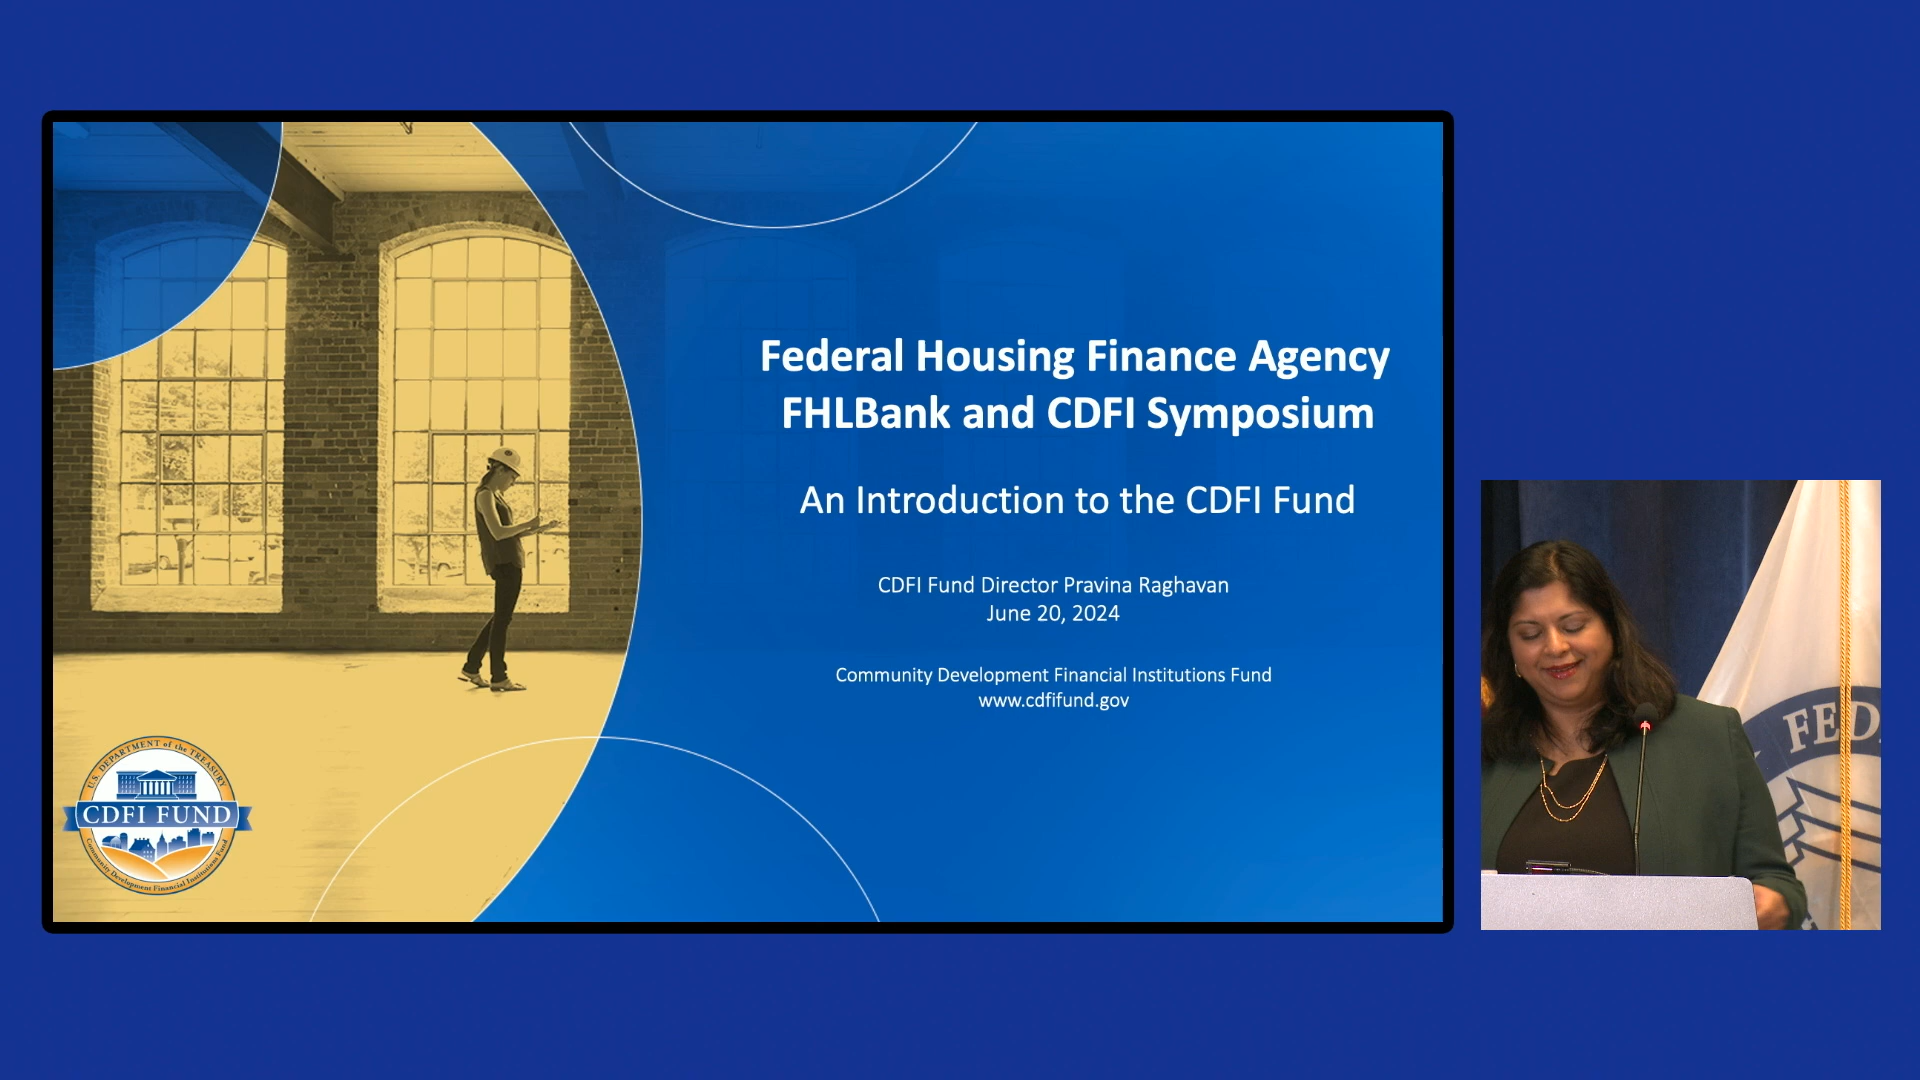 Federal Housing Finance Agency
FHLBank and CDFI Symposium
An Introduction to the CDFI Fund
CDFI Fund Director Pravina Raghavan
June 20, 2024
Community Development Financial Institutions Fund
www.cdfifund.gov
U.S. DEPARTMENT of the TREASURY
CDFI FUND
Community Development Financial Institutions Fund
FED